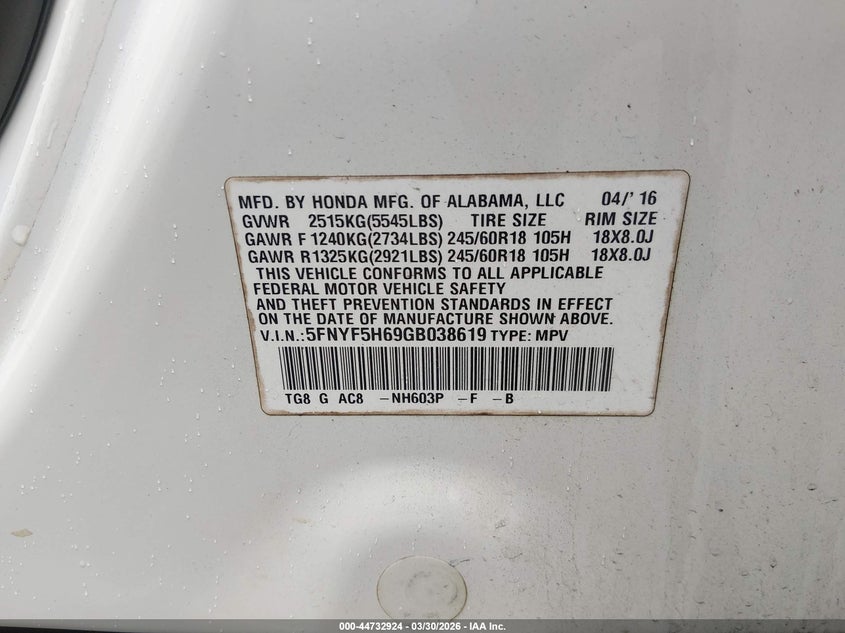 MFD. BY HONDA MFG. OF ALABAMA, LLC 04/' 16
GVWR 2515KG(5545LBS) TIRE SIZE RIM SIZE
GAWR F 1240KG(2734LBS) 245/60R18 105H 18X8.0J
GAWR R1325KG(2921LBS) 245/60R18 105H 18X8.0J
THIS VEHICLE CONFORMS TO ALL APPLICABLE
FEDERAL MOTOR VEHICLE SAFETY
AND THEFT PREVENTION STANDARDS IN EFFECT
ON THE DATE OF MANUFACTURE SHOWN ABOVE.
V.I.N.:5FNYF5H69GB038619 TYPE: MPV
TG8 G AC8 –NH603P –F –B
000-44732924 - 03/30/2026 - IAA Inc.